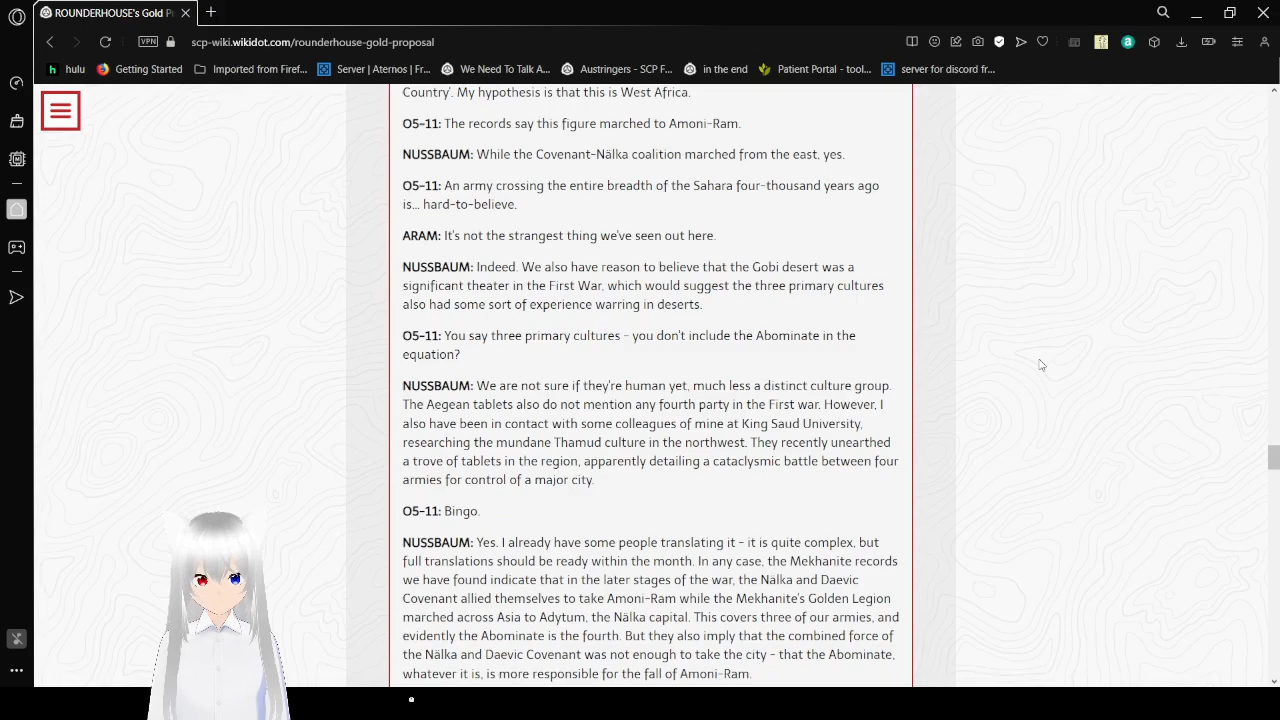 ROUNDERHOUSE's Gold P
scp-wiki.wikidot.com/rounderhouse-gold-proposal
VPN
hulu
Getting Started
Imported from Firef...
Server | Aternos | Fr...
We Need To Talk A...
Austringers - SCP F...
in the end
Patient Portal - tool...
server for discord fr...
Country'. My hypothesis is that this is West Africa.
O5-11: The records say this figure marched to Amoni-Ram.
NUSSBAUM: While the Covenant-Nälka coalition marched from the east, yes.
O5-11: An army crossing the entire breadth of the Sahara four-thousand years ago
is... hard-to-believe.
ARAM: It's not the strangest thing we've seen out here.
NUSSBAUM: Indeed. We also have reason to believe that the Gobi desert was a
significant theater in the First War, which would suggest the three primary cultures
also had some sort of experience warring in deserts.
O5-11: You say three primary cultures - you don't include the Abominate in the
equation?
NUSSBAUM: We are not sure if they're human yet, much less a distinct culture group.
The Aegean tablets also do not mention any fourth party in the First war. However, I
also have been in contact with some colleagues of mine at King Saud University,
researching the mundane Thamud culture in the northwest. They recently unearthed
a trove of tablets in the region, apparently detailing a cataclysmic battle between four
armies for control of a major city.
O5-11: Bingo.
NUSSBAUM: Yes. I already have some people translating it - it is quite complex, but
full translations should be ready within the month. In any case, the Mekhanite records
we have found indicate that in the later stages of the war, the Nälka and Daevic
Covenant allied themselves to take Amoni-Ram while the Mekhanite's Golden Legion
marched across Asia to Adytum, the Nälka capital. This covers three of our armies, and
evidently the Abominate is the fourth. But they also imply that the combined force of
the Nälka and Daevic Covenant was not enough to take the city - that the Abominate,
whatever it is, is more responsible for the fall of Amoni-Ram.